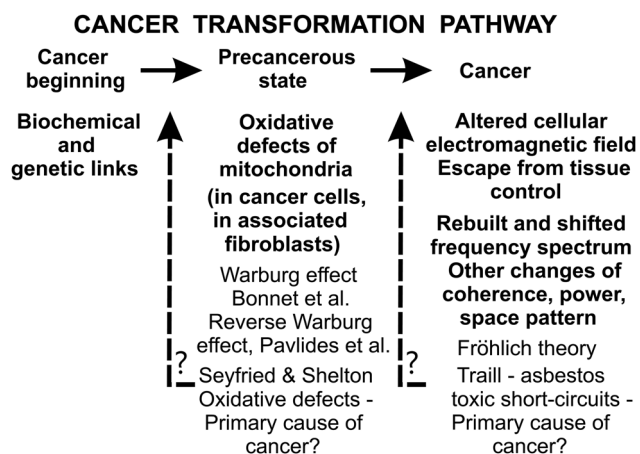 CANCER TRANSFORMATION PATHWAY
Cancer
beginning
Precancerous
state
Cancer
Biochemical
and
genetic links
Oxidative
defects of
mitochondria
(in cancer cells,
in associated
fibroblasts)
Warburg effect
Bonnet et al.
Reverse Warburg
effect, Pavlides et al.
?
Seyfried & Shelton
Oxidative defects -
Primary cause of
cancer?
Altered cellular
electromagnetic field
Escape from tissue
control
Rebuilt and shifted
frequency spectrum
Other changes of
coherence, power,
space pattern
Fröhlich theory
?
Traill - asbestos
toxic short-circuits -
Primary cause of
cancer?